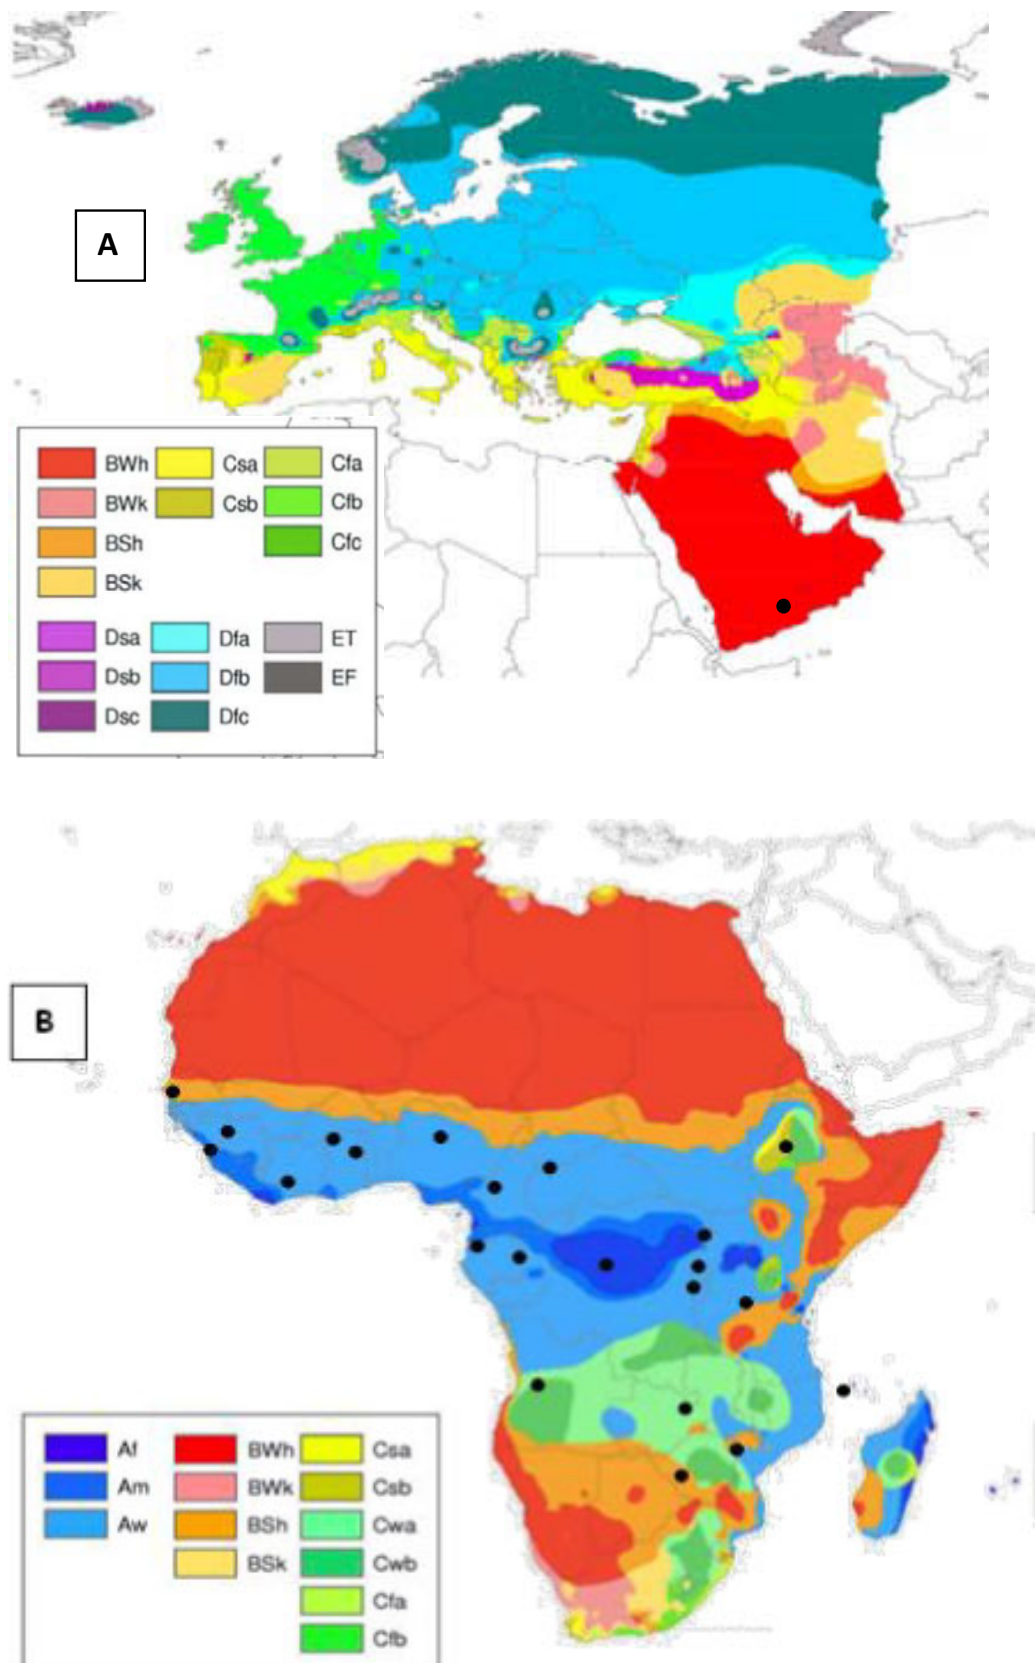 A
BWh Csa Cfa
BWk Csb Cfb
BSh Cfc
BSk
Dsa Dfa ET
Dsb Dfb EF
Dsc Dfc
B
Af BWh Csa
Am BWk Csb
Aw BSh Cwa
BSk Cwb
Cfa
Cfb